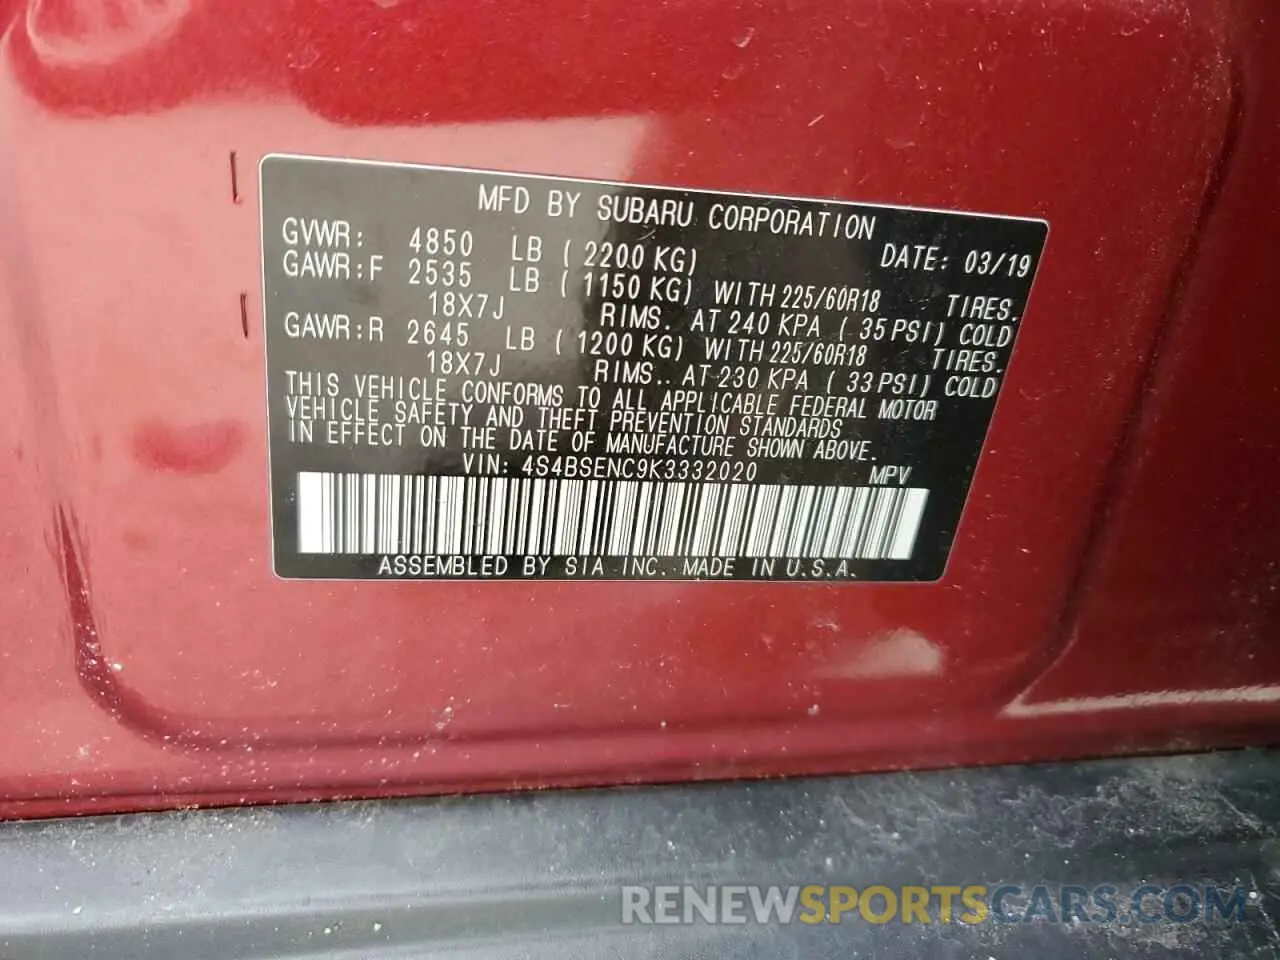 MFD BY SUBARU CORPORATION
GVWR: 4850 LB ( 2200 KG) DATE: 03/19
GAWR:F 2535 LB ( 1150 KG) WITH 225/60R18 TIRES.
18X7J RIMS. AT 240 KPA ( 35 PSI) COLD
GAWR:R 2645 LB ( 1200 KG) WITH 225/60R18 TIRES.
18X7J RIMS.. AT 230 KPA ( 33 PSI) COLD
THIS VEHICLE CONFORMS TO ALL APPLICABLE FEDERAL MOTOR
VEHICLE SAFETY AND THEFT PREVENTION STANDARDS
IN EFFECT ON THE DATE OF MANUFACTURE SHOWN ABOVE.
VIN: 4S4BSENC9K3332020 MPV
ASSEMBLED BY SIA INC. MADE IN U.S.A.
RENEWSPORTSCARS.COM